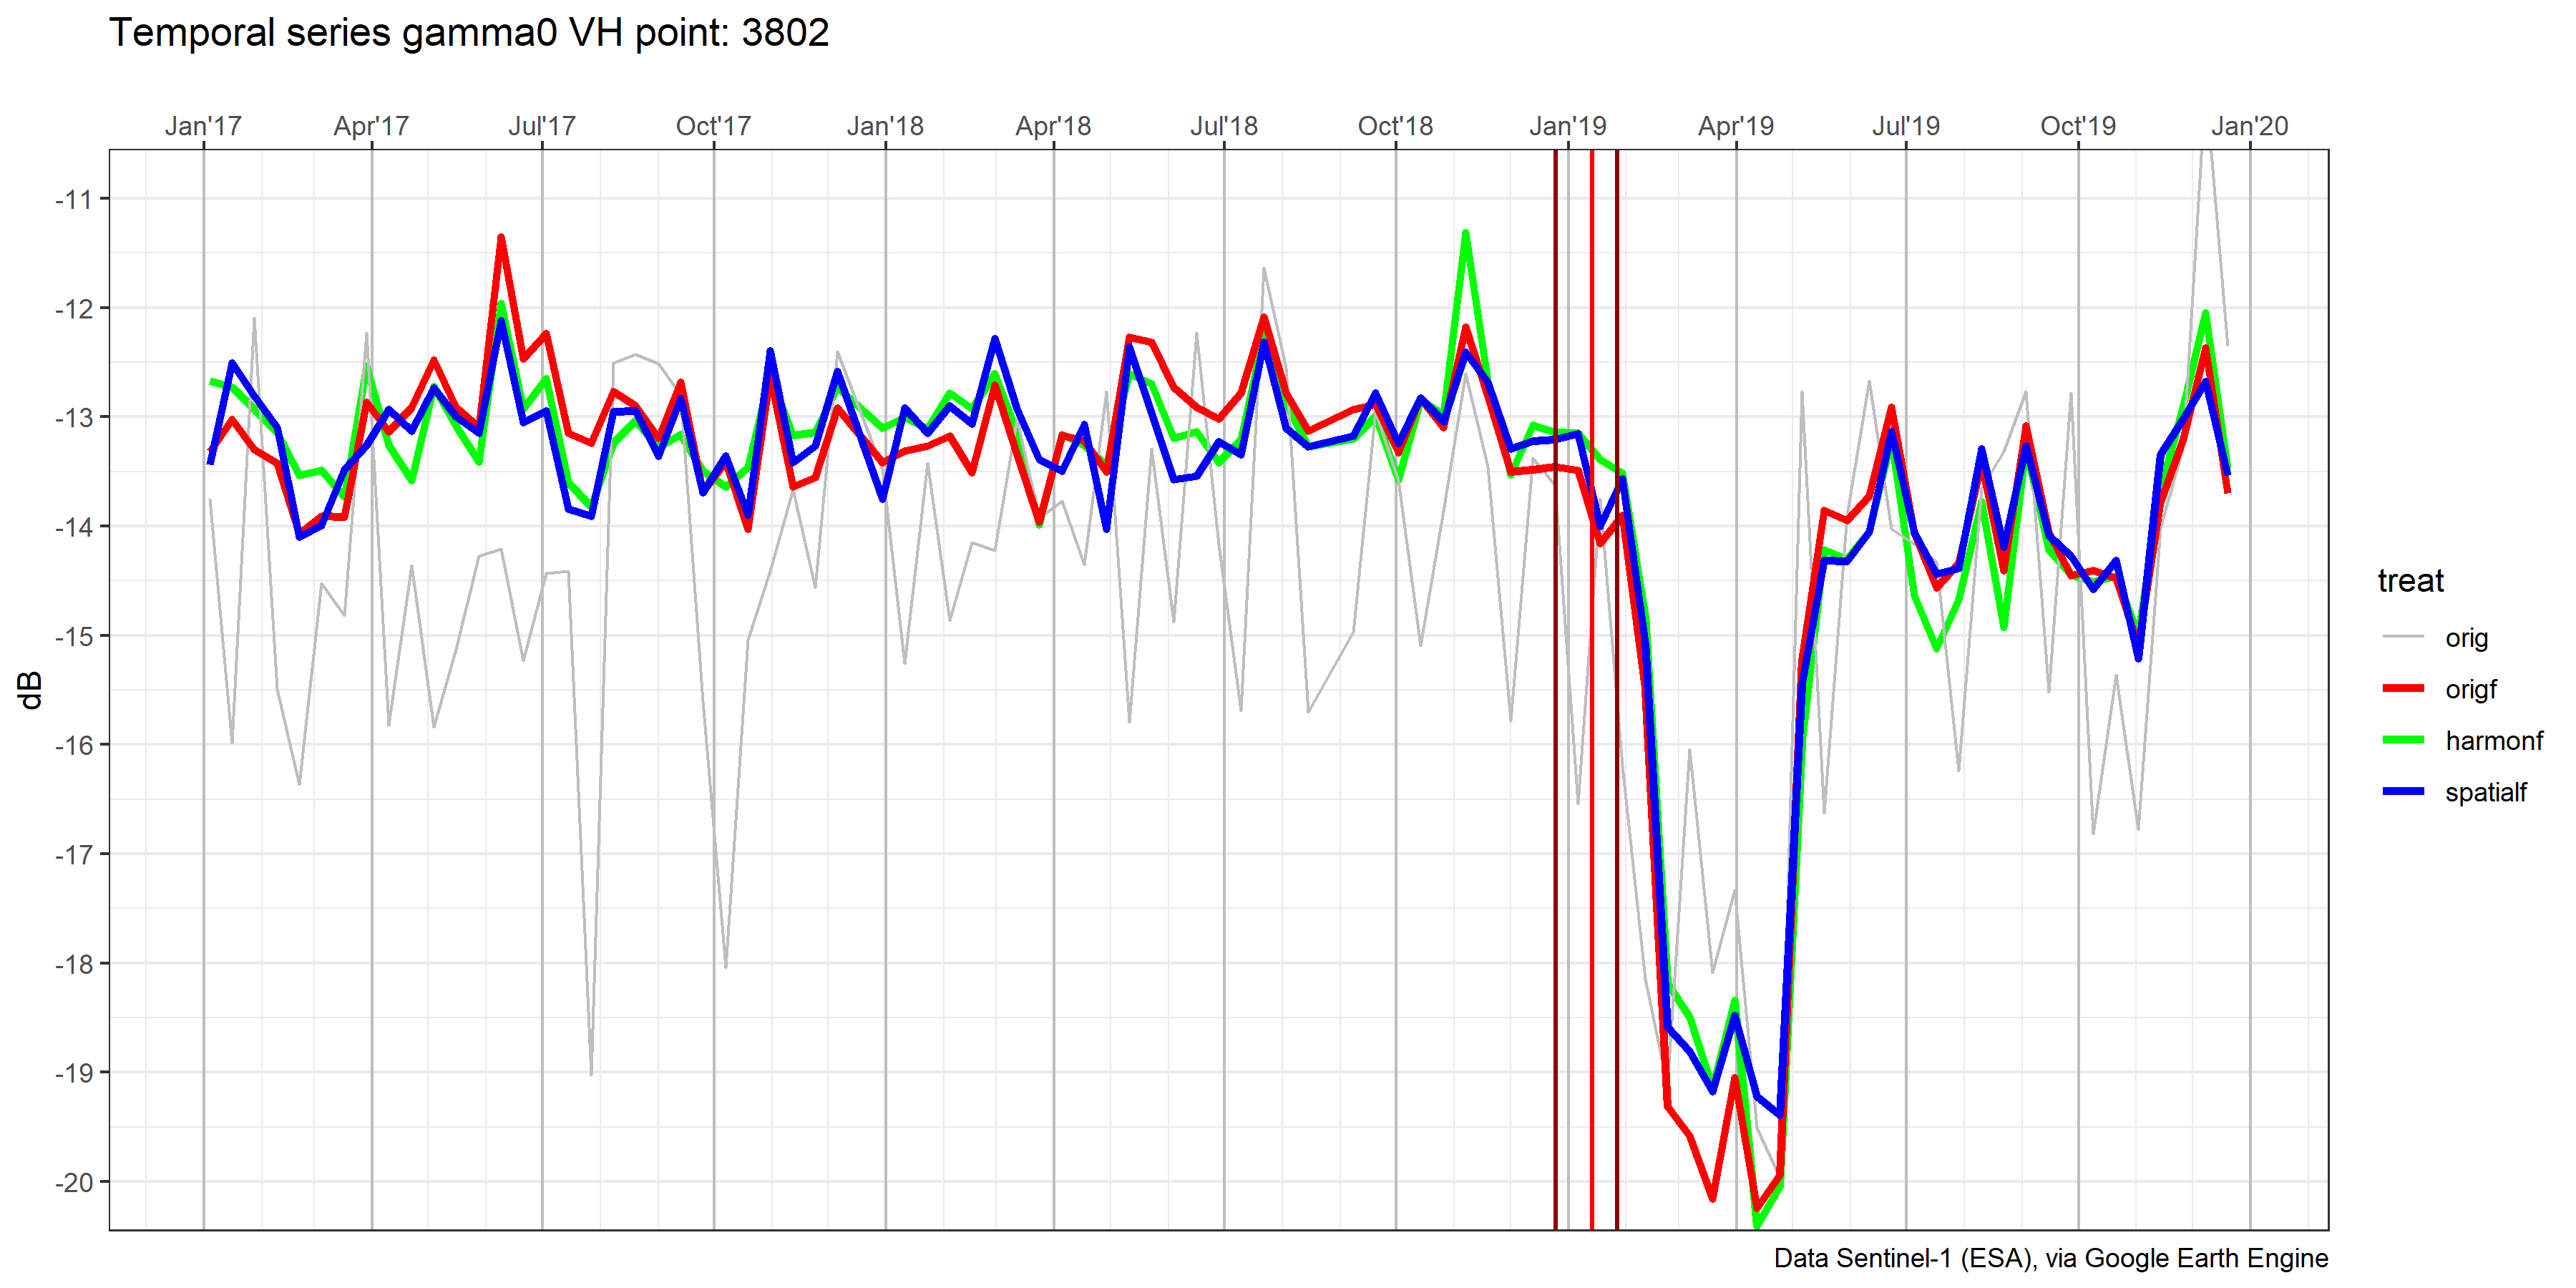 Temporal series gamma0 VH point: 3802
Jan'17 Apr'17 Jul'17 Oct'17 Jan'18 Apr'18 Jul'18 Oct'18 Jan'19 Apr'19 Jul'19 Oct'19 Jan'20
-11
-12
-13
-14
-15
-16
-17
-18
-19
-20
dB
treat
orig
origf
harmonf
spatialf
Data Sentinel-1 (ESA), via Google Earth Engine